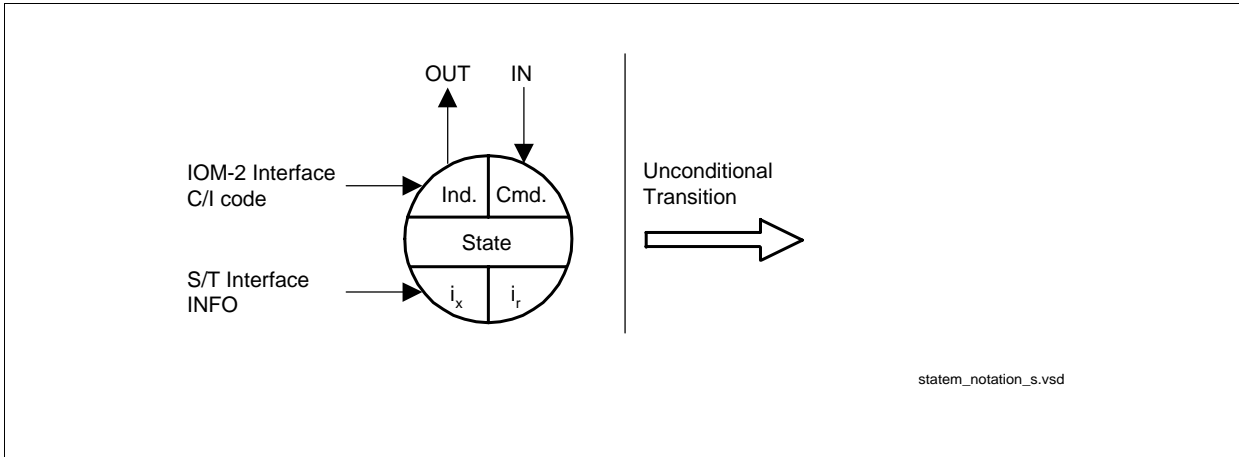 OUT IN
IOM-2 Interface
C/I code
Ind. Cmd.
State
S/T Interface
INFO
iₓ iᵣ
Unconditional
Transition
statem_notation_s.vsd